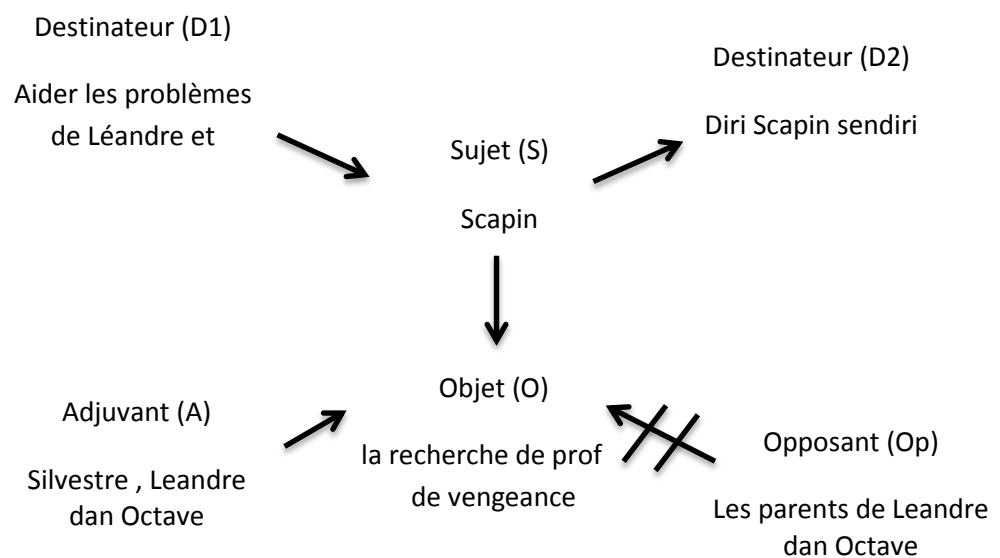 Destinateur (D1)
Aider les problèmes
de Léandre et
Destinateur (D2)
Diri Scapin sendiri
Sujet (S)
Scapin
Objet (O)
la recherche de prof
de vengeance
Adjuvant (A)
Silvestre , Leandre
dan Octave
Opposant (Op)
Les parents de Leandre
dan Octave